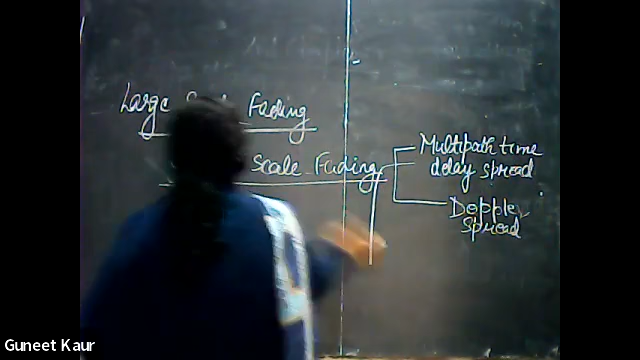 Large Fading
Scale Fading
Multipath time
delay spread
Doppler
Spread
Guneet Kaur